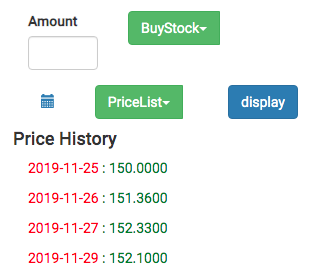 Amount
BuyStock
PriceList
display
Price History
2019-11-25 : 150.0000
2019-11-26 : 151.3600
2019-11-27 : 152.3300
2019-11-29 : 152.1000